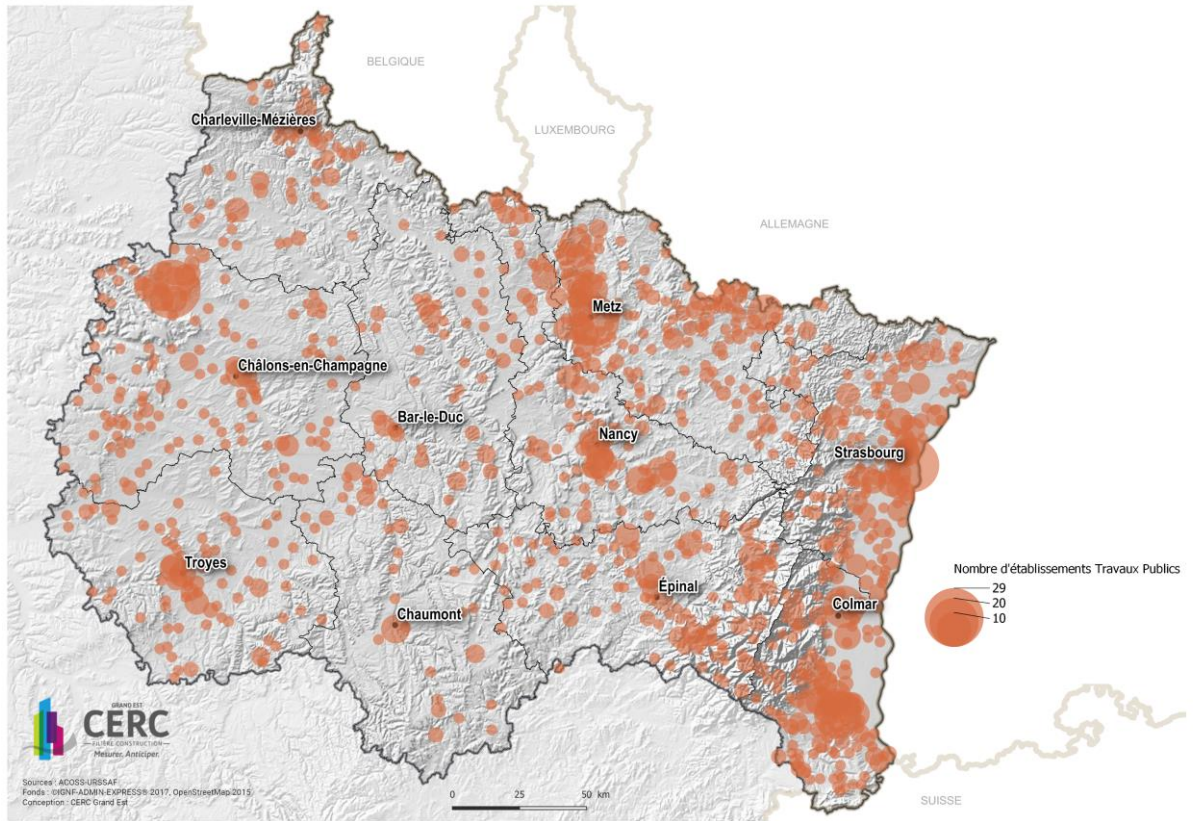 BELGIQUE
LUXEMBOURG
Charleville-Mézières
ALLEMAGNE
Metz
Châlons-en-Champagne
Bar-le-Duc
Nancy
Strasbourg
Troyes
Épinal
Colmar
Chaumont
Nombre d'établissements Travaux Publics
29
20
10
GRAND EST
CERC
FILIÈRE CONSTRUCTION
Mesurer, Anticiper.
Sources : ACOSS-URSSAF
Fonds : ©IGNF-ADMIN-EXPRESS® 2017, OpenStreetMap 2015
Conception : CERC Grand Est
0 25 50 km
SUISSE